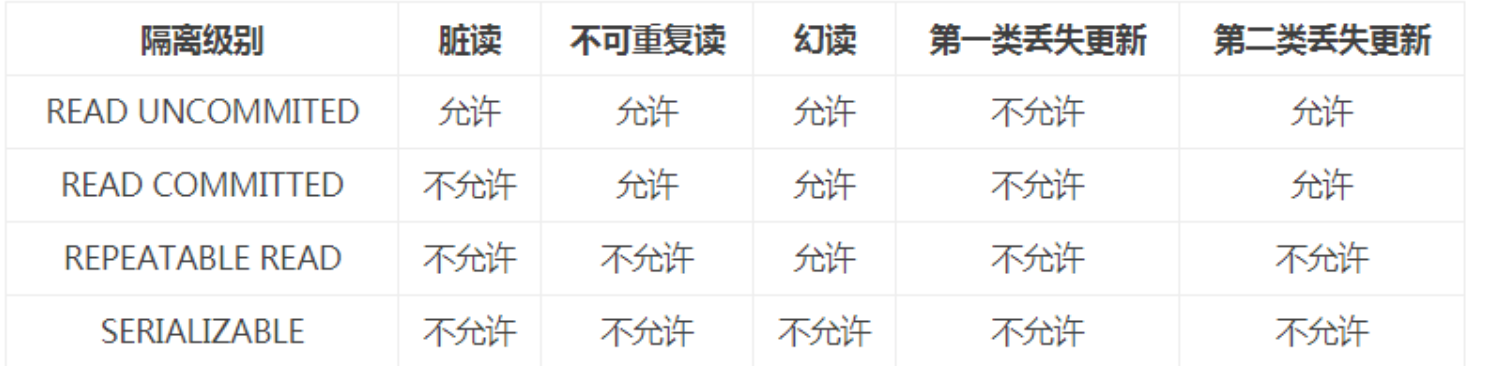 隔离级别 脏读 不可重复读 幻读 第一类丢失更新 第二类丢失更新
READ UNCOMMITED 允许 允许 允许 不允许 允许
READ COMMITTED 不允许 允许 允许 不允许 允许
REPEATABLE READ 不允许 不允许 允许 不允许 不允许
SERIALIZABLE 不允许 不允许 不允许 不允许 不允许